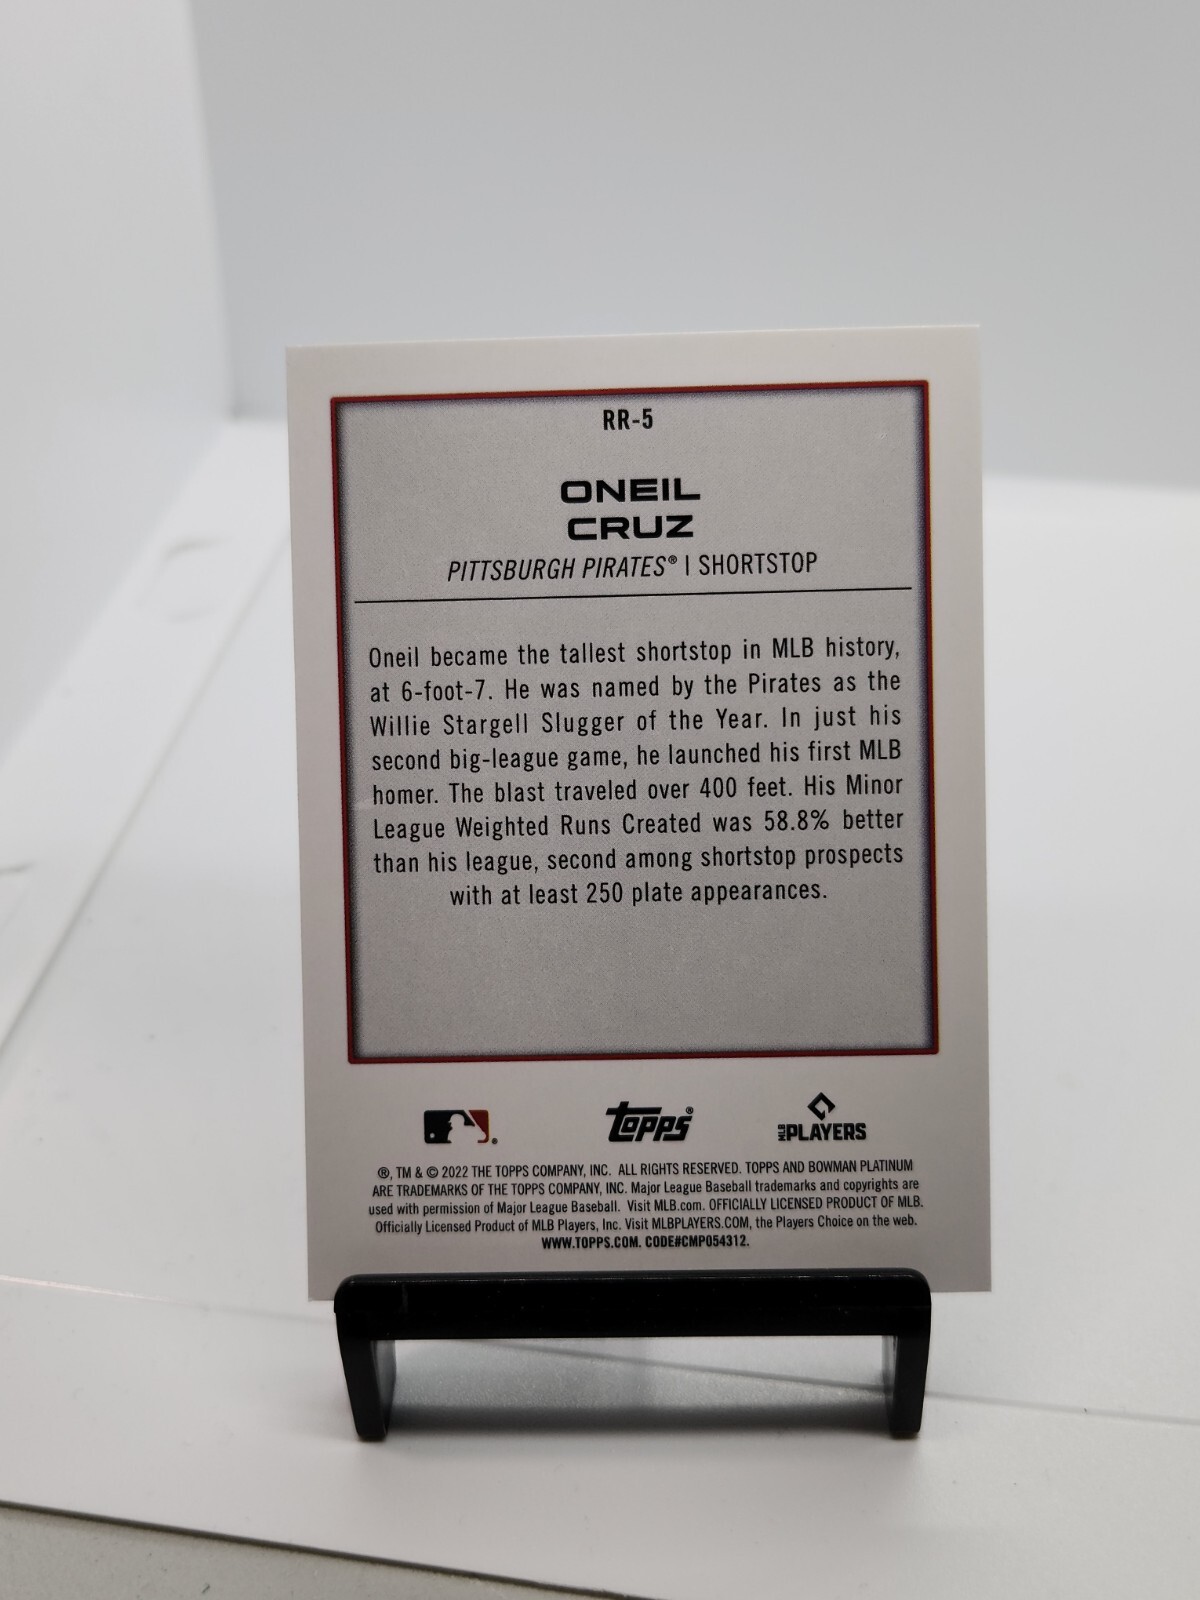 RR-5
ONEIL
CRUZ
PITTSBURGH PIRATES® | SHORTSTOP
Oneil became the tallest shortstop in MLB history,
at 6-foot-7. He was named by the Pirates as the
Willie Stargell Slugger of the Year. In just his
second big-league game, he launched his first MLB
homer. The blast traveled over 400 feet. His Minor
League Weighted Runs Created was 58.8% better
than his league, second among shortstop prospects
with at least 250 plate appearances.
Topps® MLB PLAYERS
®, TM & © 2022 THE TOPPS COMPANY, INC. ALL RIGHTS RESERVED. TOPPS AND BOWMAN PLATINUM
ARE TRADEMARKS OF THE TOPPS COMPANY, INC. Major League Baseball trademarks and copyrights are
used with permission of Major League Baseball. Visit MLB.com. OFFICIALLY LICENSED PRODUCT OF MLB.
Officially Licensed Product of MLB Players, Inc. Visit MLBPLAYERS.COM, the Players Choice on the web.
WWW.TOPPS.COM. CODE#CMP054312.